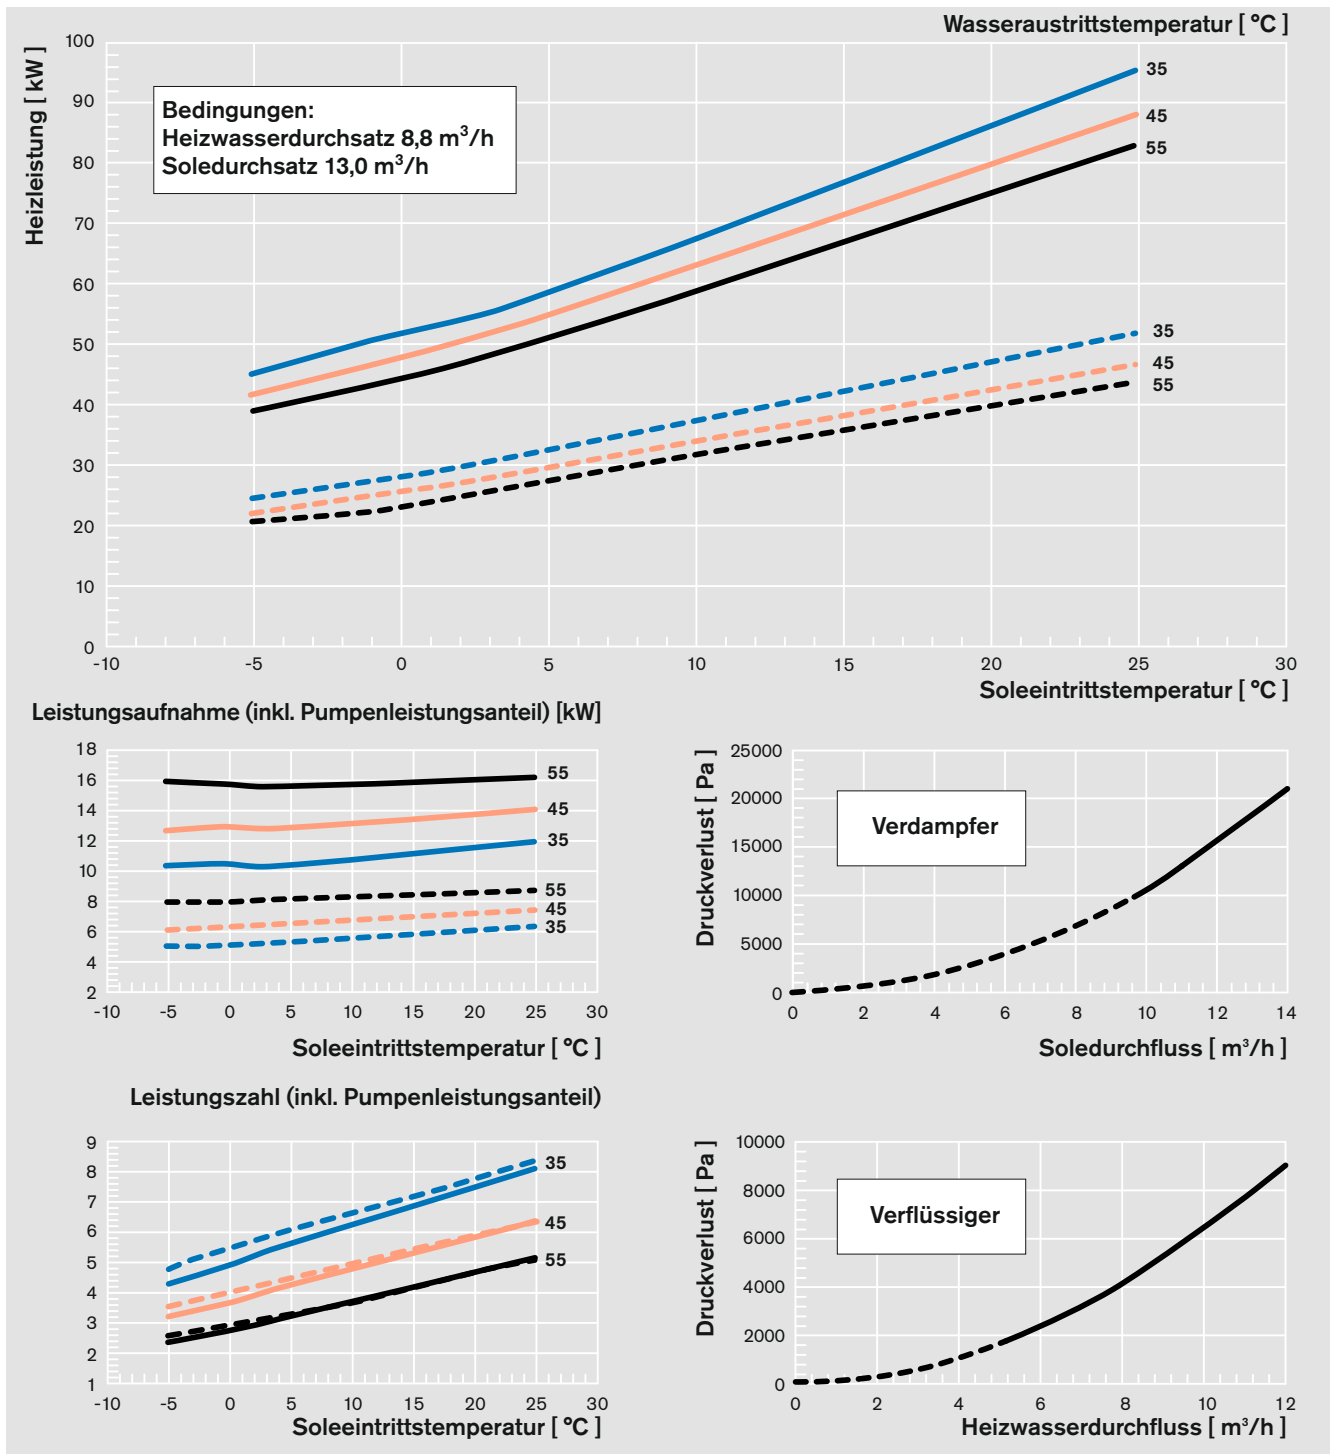 Wasseraustrittstemperatur [ °C ]
Heizleistung [ kW ]
100
90
80
70
60
50
40
30
20
10
0
Bedingungen:
Heizwasserdurchsatz 8,8 m³/h
Soledurchsatz 13,0 m³/h
35
45
55
35
45
55
-10 -5 0 5 10 15 20 25 30
Soleeintrittstemperatur [ °C ]
Leistungsaufnahme (inkl. Pumpenleistungsanteil) [kW]
18
16
14
12
10
8
6
4
2
55
45
35
55
45
35
-10 -5 0 5 10 15 20 25 30
Soleeintrittstemperatur [ °C ]
Druckverlust [ Pa ]
25000
20000
15000
10000
5000
0
Verdampfer
0 2 4 6 8 10 12 14
Soledurchfluss [ m³/h ]
Leistungszahl (inkl. Pumpenleistungsanteil)
9
8
7
6
5
4
3
2
1
35
45
55
-10 -5 0 5 10 15 20 25 30
Soleeintrittstemperatur [ °C ]
Druckverlust [ Pa ]
10000
8000
6000
4000
2000
0
Verflüssiger
0 2 4 6 8 10 12
Heizwasserdurchfluss [ m³/h ]